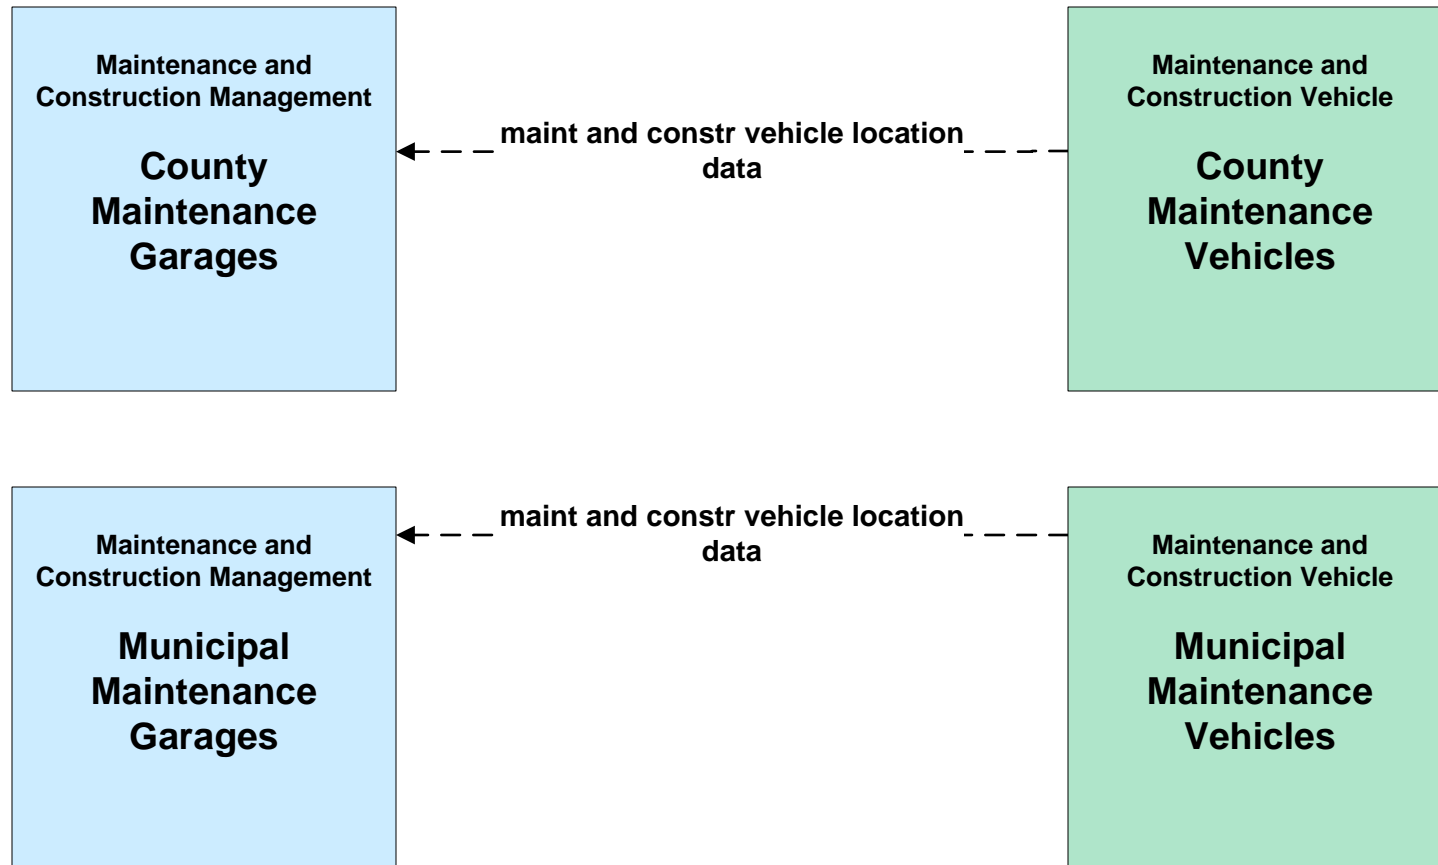 Maintenance and
Construction Management
County
Maintenance
Garages
maint and constr vehicle location
data
Maintenance and
Construction Vehicle
County
Maintenance
Vehicles
Maintenance and
Construction Management
Municipal
Maintenance
Garages
maint and constr vehicle location
data
Maintenance and
Construction Vehicle
Municipal
Maintenance
Vehicles